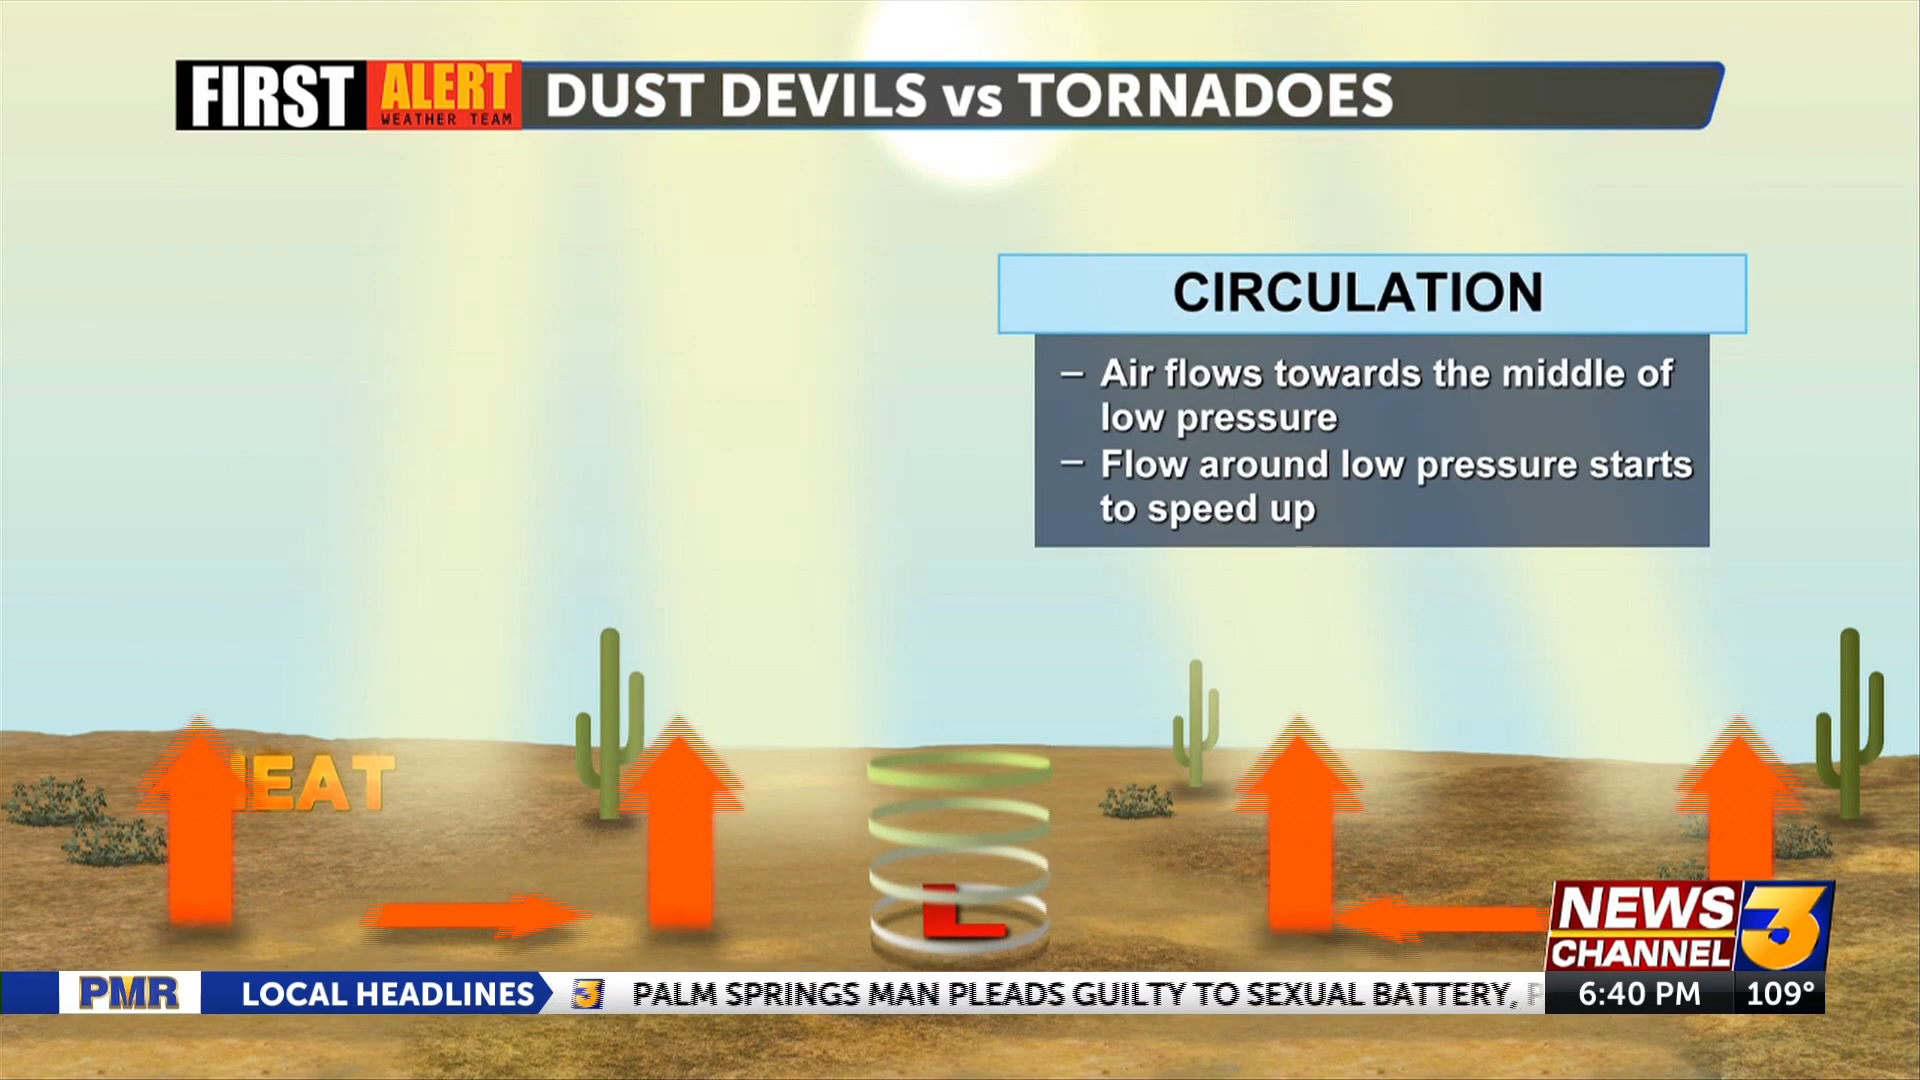 FIRST ALERT
WEATHER TEAM
DUST DEVILS vs TORNADOES
CIRCULATION
– Air flows towards the middle of
low pressure
– Flow around low pressure starts
to speed up
L
NEWS
CHANNEL 3
PMR
LOCAL HEADLINES
3
PALM SPRINGS MAN PLEADS GUILTY TO SEXUAL BATTERY,
6:40 PM
109°